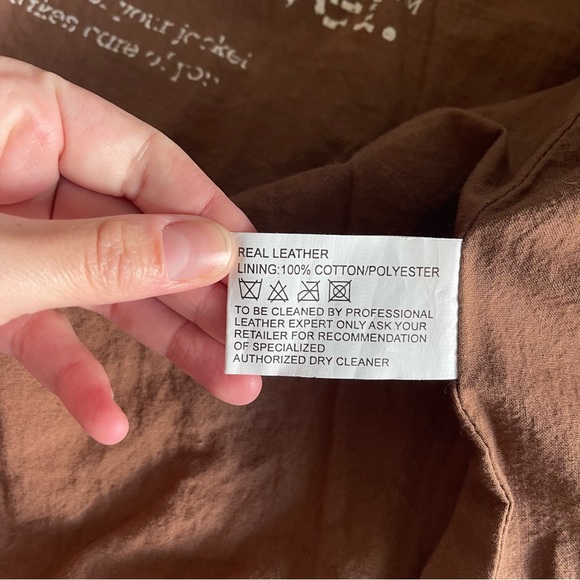 your jacket
care of you
REAL LEATHER
LINING:100% COTTON/POLYESTER
TO BE CLEANED BY PROFESSIONAL
LEATHER EXPERT ONLY ASK YOUR
RETAILER FOR RECOMMENDATION
OF SPECIALIZED
AUTHORIZED DRY CLEANER